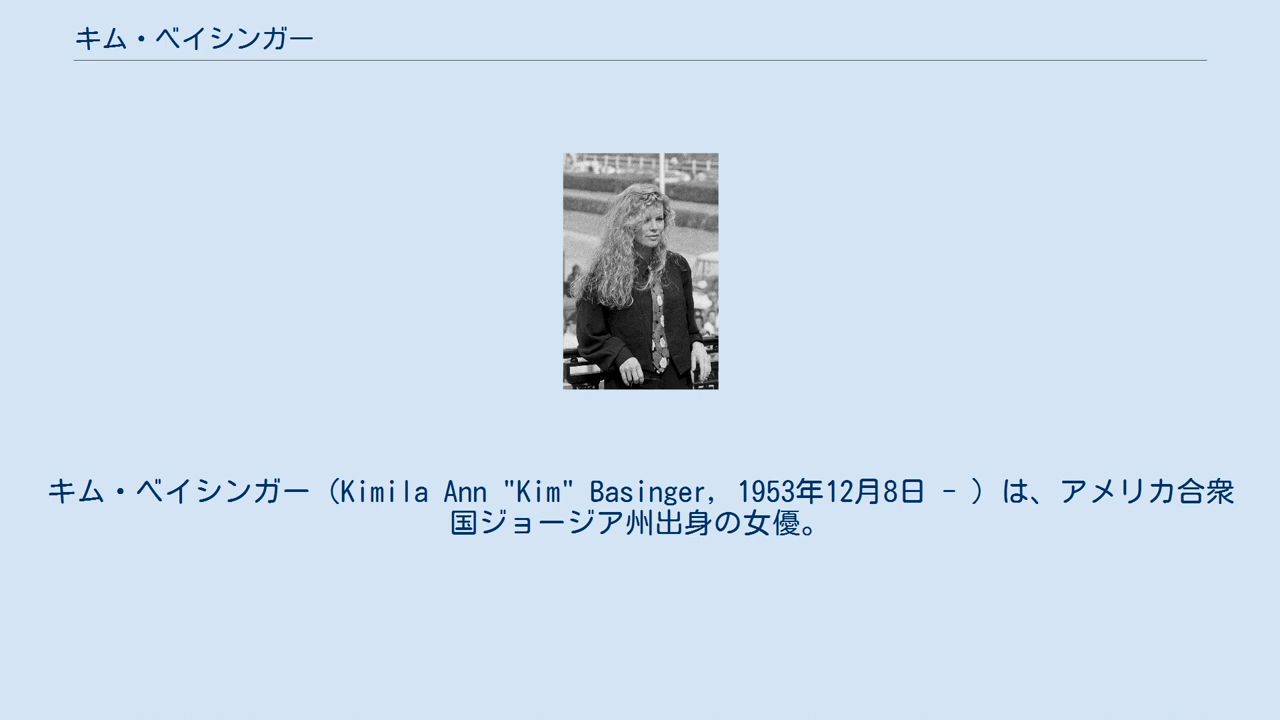 キム・ベイシンガー
キム・ベイシンガー（Kimila Ann "Kim" Basinger, 1953年12月8日 - ）は、アメリカ合衆
国ジョージア州出身の女優。